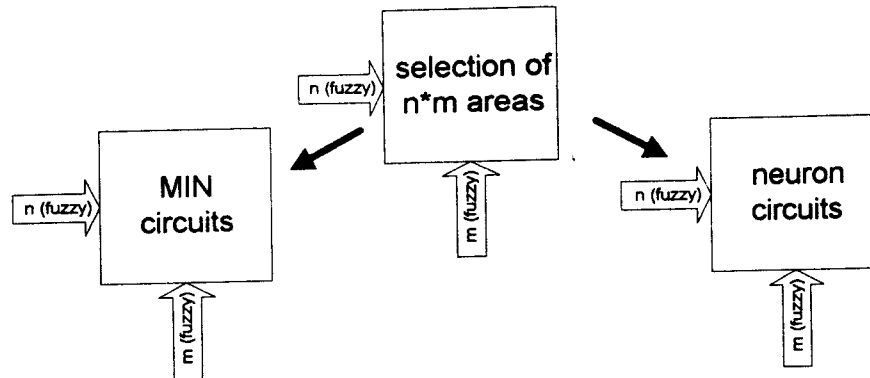 selection of
n*m areas
n (fuzzy)
m (fuzzy)
MIN
circuits
n (fuzzy)
m (fuzzy)
neuron
circuits
n (fuzzy)
m (fuzzy)